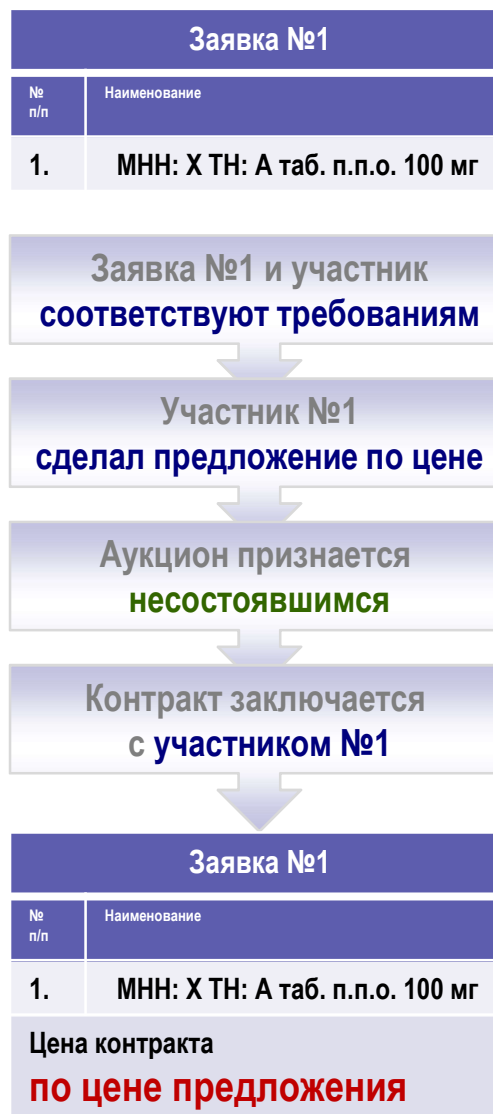 Заявка №1
№ п/п
Наименование
1.
МНН: X ТН: А таб. п.п.о. 100 мг
Заявка №1 и участник
соответствуют требованиям
Участник №1
сделал предложение по цене
Аукцион признается
несостоявшимся
Контракт заключается
с участником №1
Заявка №1
№ п/п
Наименование
1.
МНН: X ТН: А таб. п.п.о. 100 мг
Цена контракта
по цене предложения